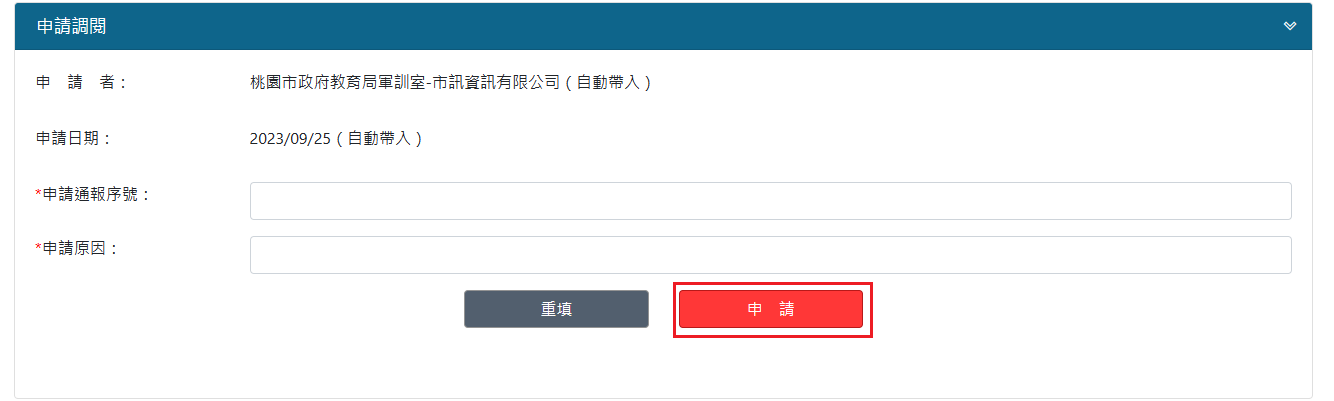 申請調閱
申　請　者：　桃園市政府教育局軍訓室-市訊資訊有限公司（自動帶入）
申請日期：　2023/09/25（自動帶入）
*申請通報序號：
*申請原因：
重填　申　請